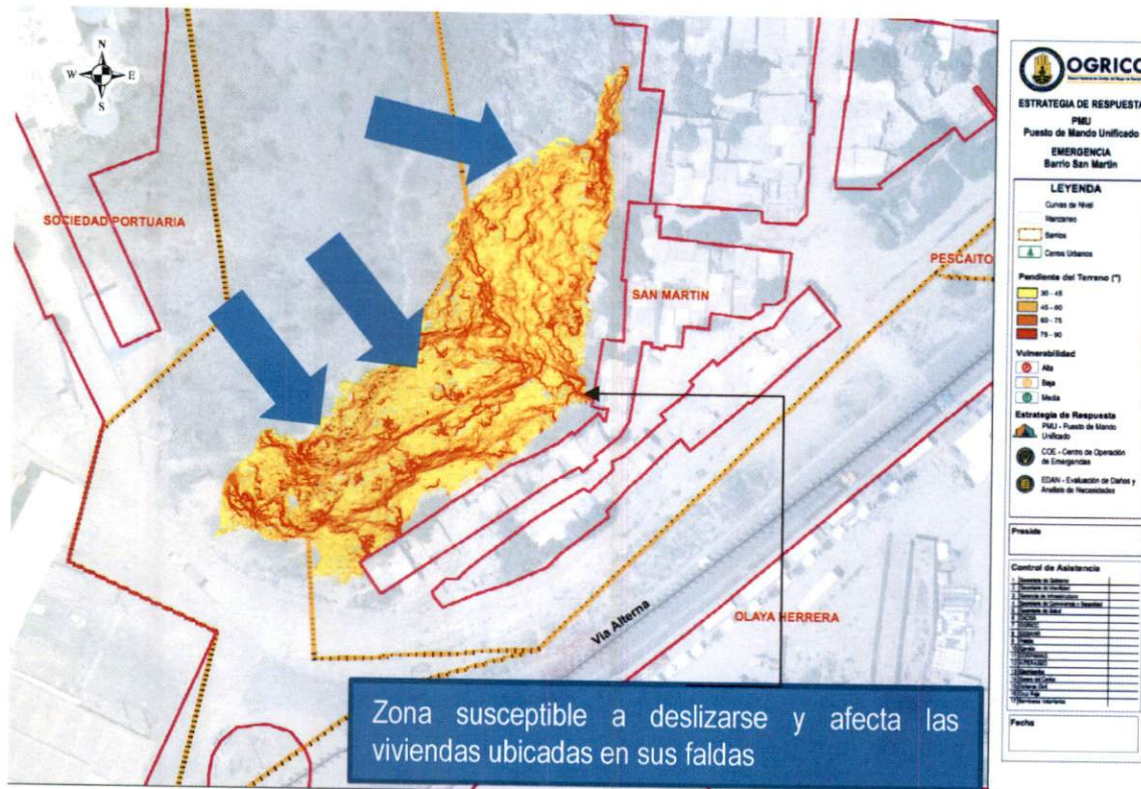 N
W
E
S
SOCIEDAD PORTUARIA
SAN MARTIN
PESCAITO
OLAYA HERRERA
Via Alterna
Zona susceptible a deslizarse y afecta las
viviendas ubicadas en sus faldas
OGRICC
ESTRATEGIA DE RESPUESTA
PMU
Puesto de Mando Unificado
EMERGENCIA
Barrio San Martin
LEYENDA
Curvas de Nivel
Manzaneo
Barrios
Cerros Urbanos
Pendiente del Terreno (°)
30 - 45
45 - 60
60 - 75
75 - 90
Vulnerabilidad
Alta
Baja
Media
Estrategia de Respuesta
PMU - Puesto de Mando
Unificado
COE - Centro de Operación
de Emergencias
EDAN - Evaluación de Daños y
Analisis de Necesidades
Preside
Control de Asistencia
Fecha